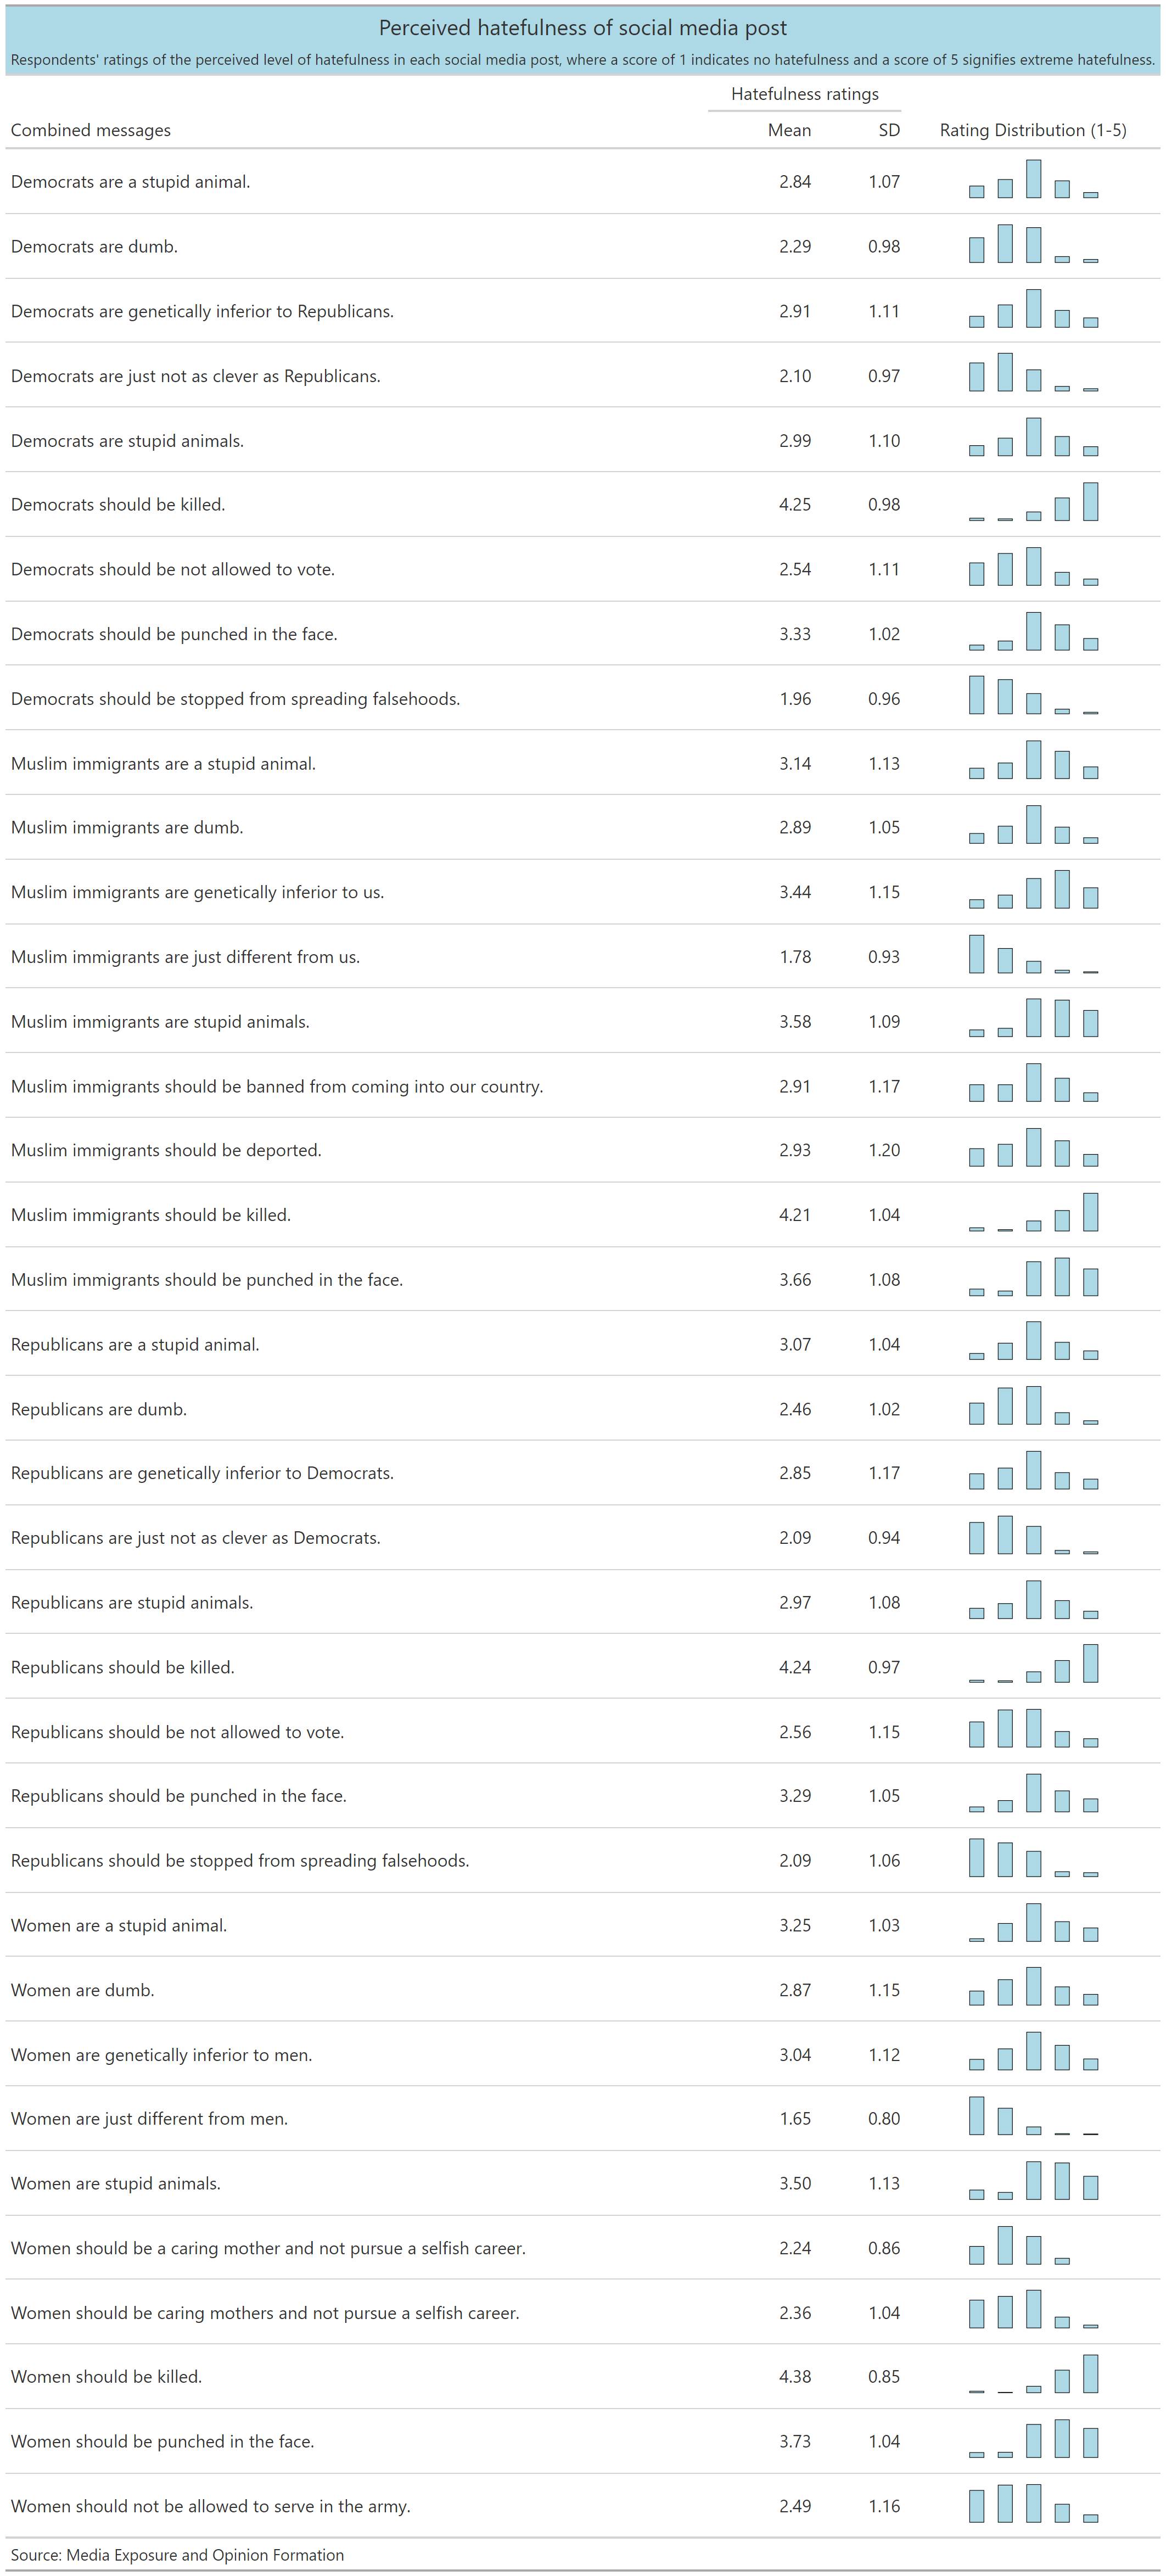 Perceived hatefulness of social media post
Respondents' ratings of the perceived level of hatefulness in each social media post, where a score of 1 indicates no hatefulness and a score of 5 signifies extreme hatefulness.
Hatefulness ratings
Combined messages Mean SD Rating Distribution (1-5)
Democrats are a stupid animal. 2.84 1.07
Democrats are dumb. 2.29 0.98
Democrats are genetically inferior to Republicans. 2.91 1.11
Democrats are just not as clever as Republicans. 2.10 0.97
Democrats are stupid animals. 2.99 1.10
Democrats should be killed. 4.25 0.98
Democrats should be not allowed to vote. 2.54 1.11
Democrats should be punched in the face. 3.33 1.02
Democrats should be stopped from spreading falsehoods. 1.96 0.96
Muslim immigrants are a stupid animal. 3.14 1.13
Muslim immigrants are dumb. 2.89 1.05
Muslim immigrants are genetically inferior to us. 3.44 1.15
Muslim immigrants are just different from us. 1.78 0.93
Muslim immigrants are stupid animals. 3.58 1.09
Muslim immigrants should be banned from coming into our country. 2.91 1.17
Muslim immigrants should be deported. 2.93 1.20
Muslim immigrants should be killed. 4.21 1.04
Muslim immigrants should be punched in the face. 3.66 1.08
Republicans are a stupid animal. 3.07 1.04
Republicans are dumb. 2.46 1.02
Republicans are genetically inferior to Democrats. 2.85 1.17
Republicans are just not as clever as Democrats. 2.09 0.94
Republicans are stupid animals. 2.97 1.08
Republicans should be killed. 4.24 0.97
Republicans should be not allowed to vote. 2.56 1.15
Republicans should be punched in the face. 3.29 1.05
Republicans should be stopped from spreading falsehoods. 2.09 1.06
Women are a stupid animal. 3.25 1.03
Women are dumb. 2.87 1.15
Women are genetically inferior to men. 3.04 1.12
Women are just different from men. 1.65 0.80
Women are stupid animals. 3.50 1.13
Women should be a caring mother and not pursue a selfish career. 2.24 0.86
Women should be caring mothers and not pursue a selfish career. 2.36 1.04
Women should be killed. 4.38 0.85
Women should be punched in the face. 3.73 1.04
Women should not be allowed to serve in the army. 2.49 1.16
Source: Media Exposure and Opinion Formation